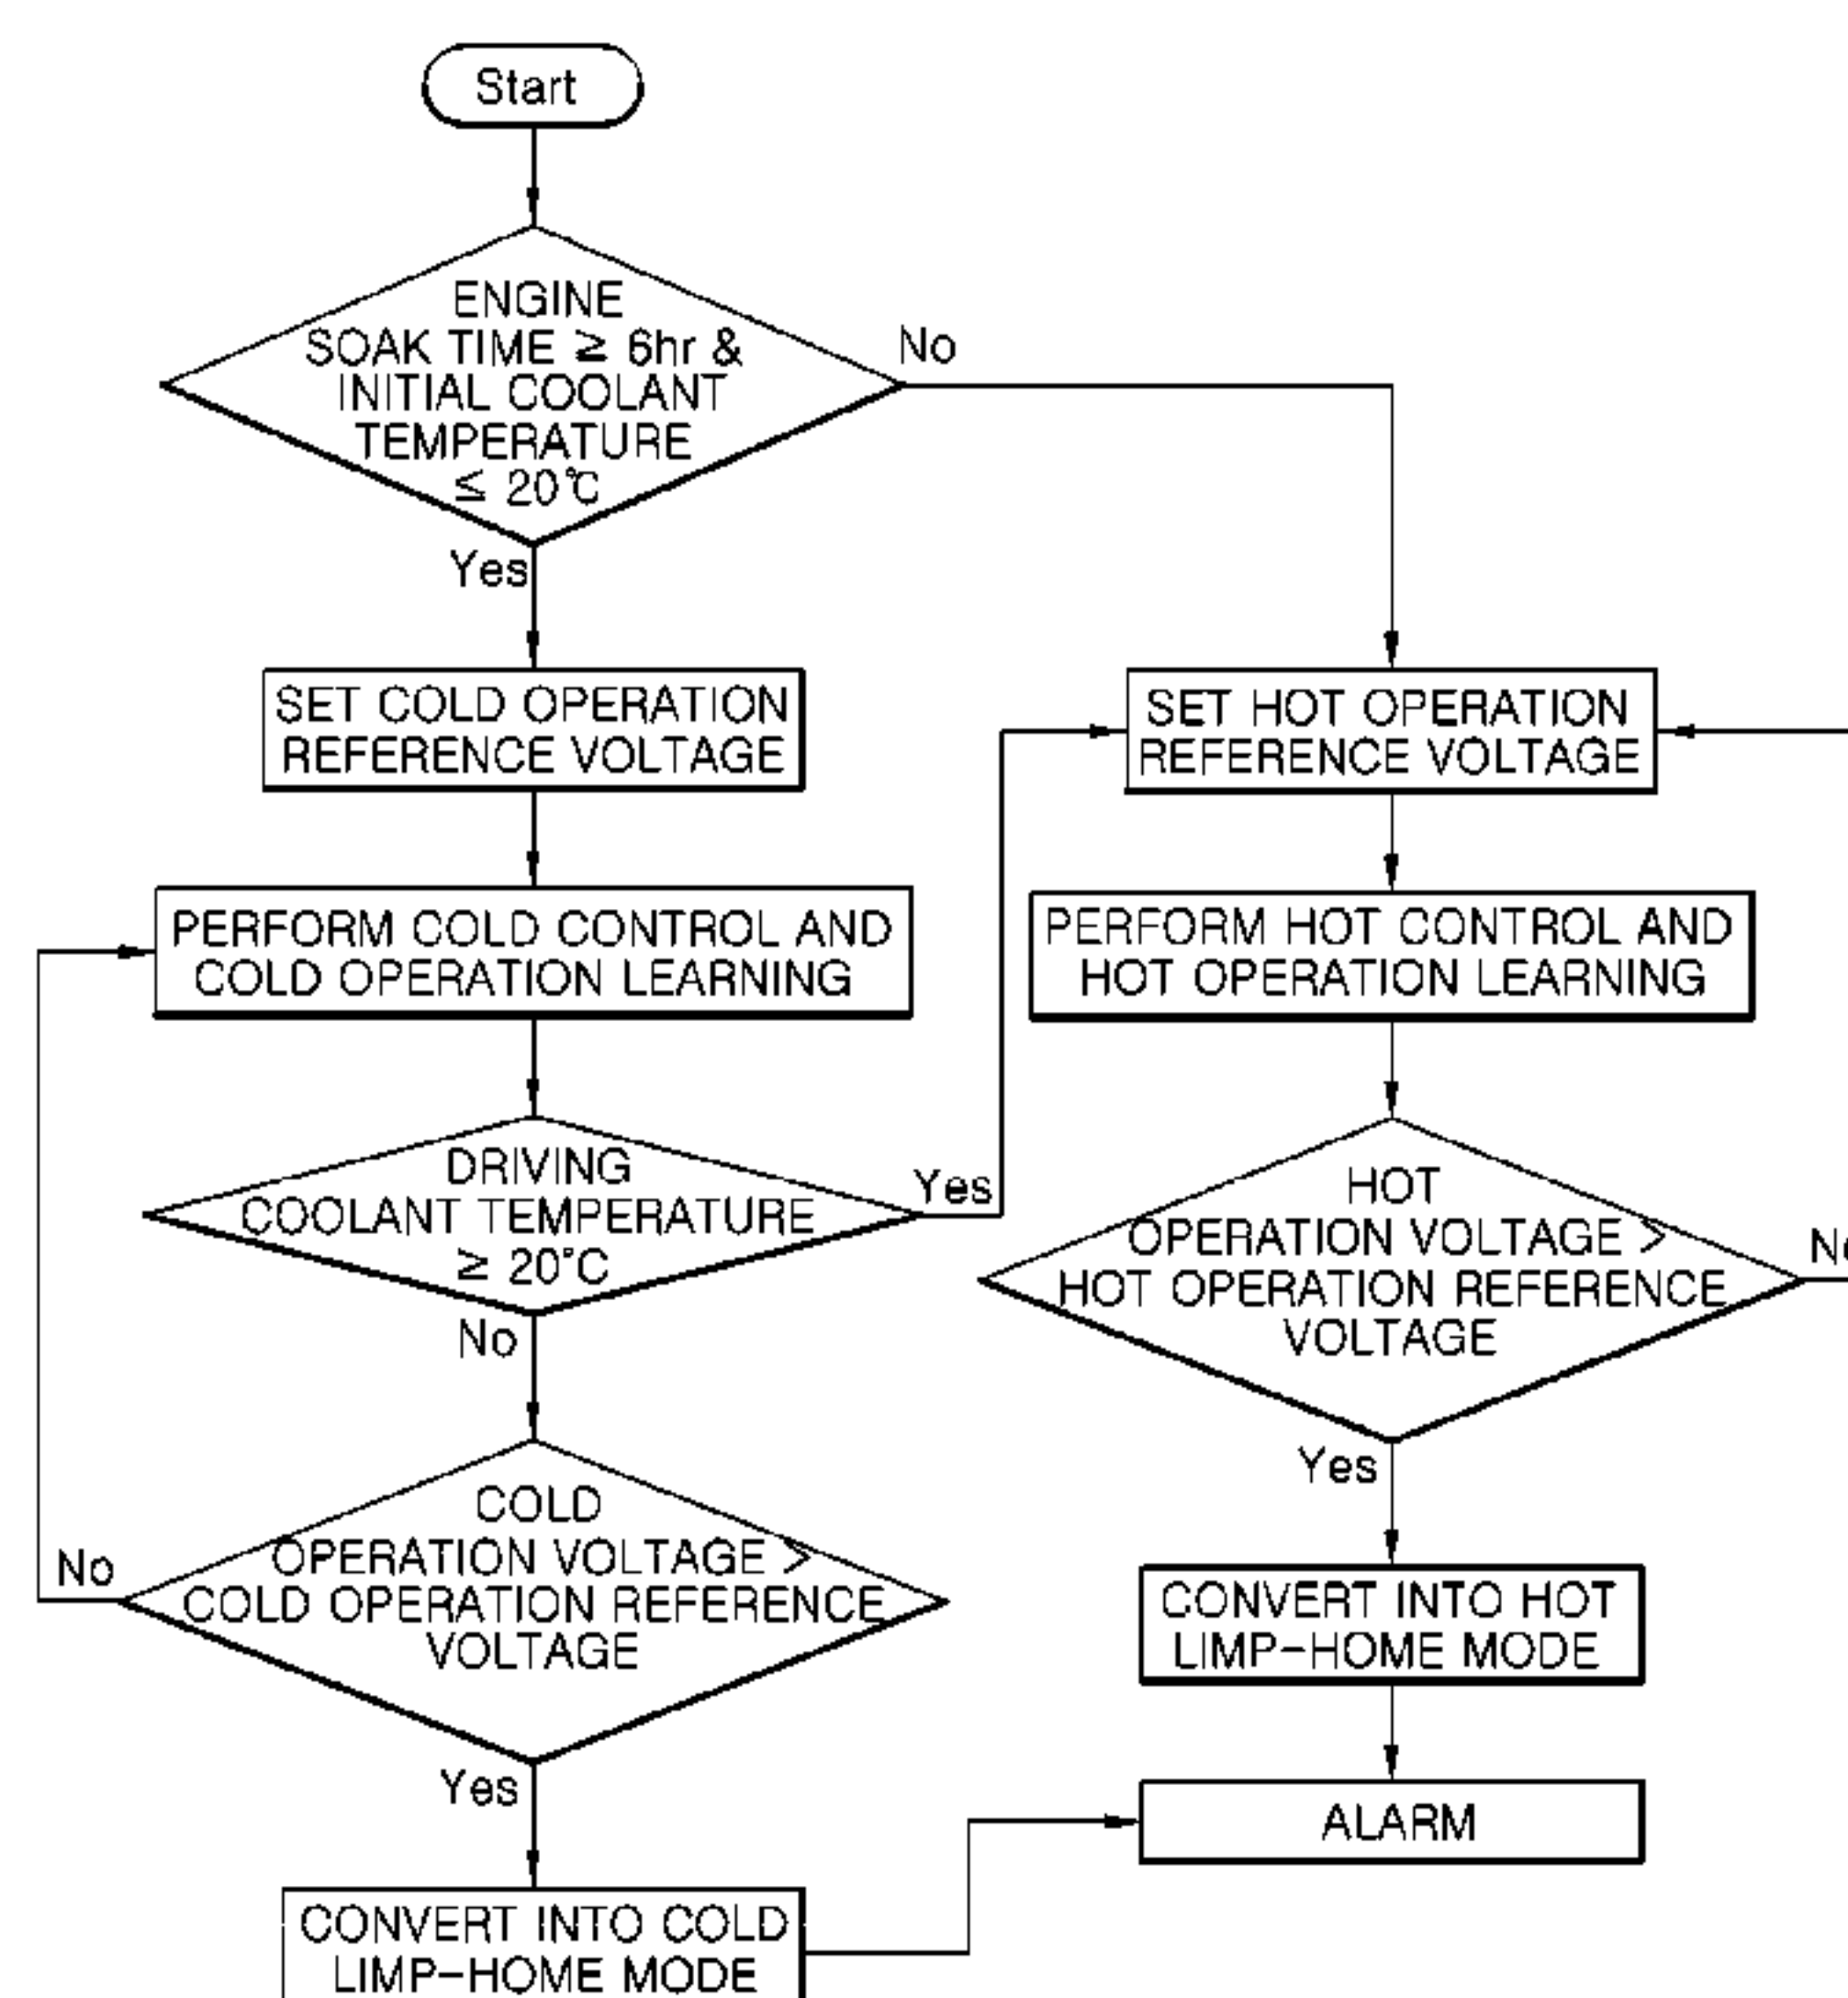 Start
ENGINE
SOAK TIME ≥ 6hr &
INITIAL COOLANT
TEMPERATURE
≤ 20℃
No
Yes
SET COLD OPERATION
REFERENCE VOLTAGE
SET HOT OPERATION
REFERENCE VOLTAGE
PERFORM COLD CONTROL AND
COLD OPERATION LEARNING
PERFORM HOT CONTROL AND
HOT OPERATION LEARNING
DRIVING
COOLANT TEMPERATURE
≥ 20°C
Yes
No
HOT
OPERATION VOLTAGE >
HOT OPERATION REFERENCE
VOLTAGE
Yes
COLD
OPERATION VOLTAGE >
COLD OPERATION REFERENCE
VOLTAGE
No
Yes
CONVERT INTO HOT
LIMP-HOME MODE
ALARM
CONVERT INTO COLD
LIMP-HOME MODE